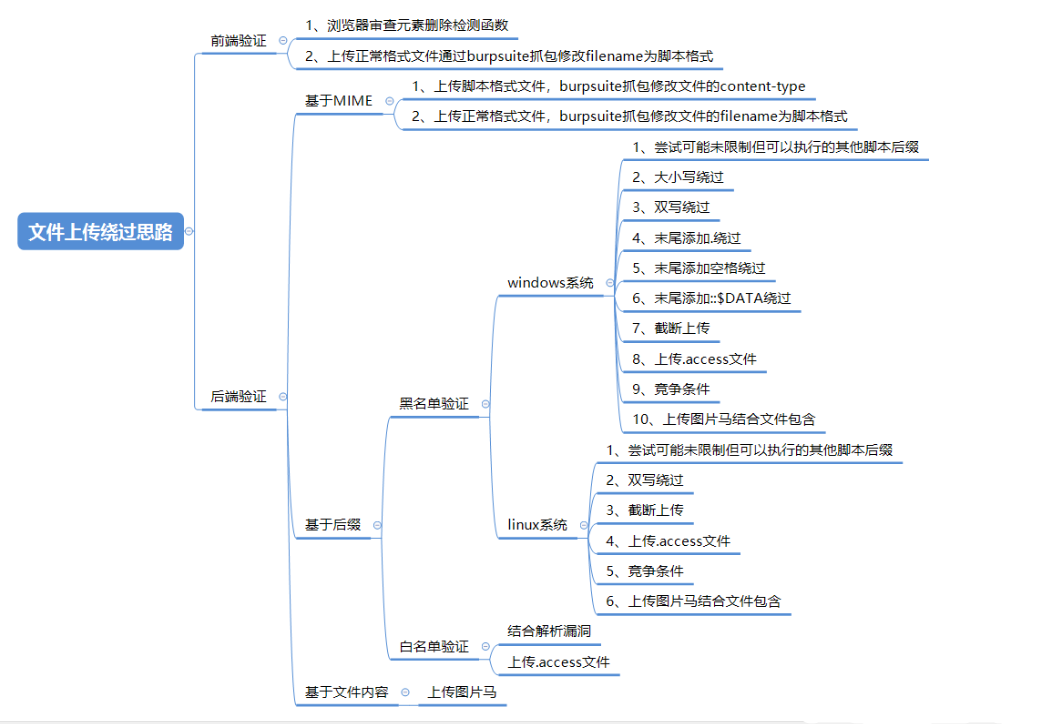 文件上传绕过思路
前端验证
1、浏览器审查元素删除检测函数
2、上传正常格式文件通过burpsuite抓包修改filename为脚本格式
后端验证
基于MIME
1、上传脚本格式文件，burpsuite抓包修改文件的content-type
2、上传正常格式文件，burpsuite抓包修改文件的filename为脚本格式
基于后缀
黑名单验证
windows系统
1、尝试可能未限制但可以执行的其他脚本后缀
2、大小写绕过
3、双写绕过
4、末尾添加.绕过
5、末尾添加空格绕过
6、末尾添加::$DATA绕过
7、截断上传
8、上传.access文件
9、竞争条件
10、上传图片马结合文件包含
linux系统
1、尝试可能未限制但可以执行的其他脚本后缀
2、双写绕过
3、截断上传
4、上传.access文件
5、竞争条件
6、上传图片马结合文件包含
白名单验证
结合解析漏洞
上传.access文件
基于文件内容
上传图片马